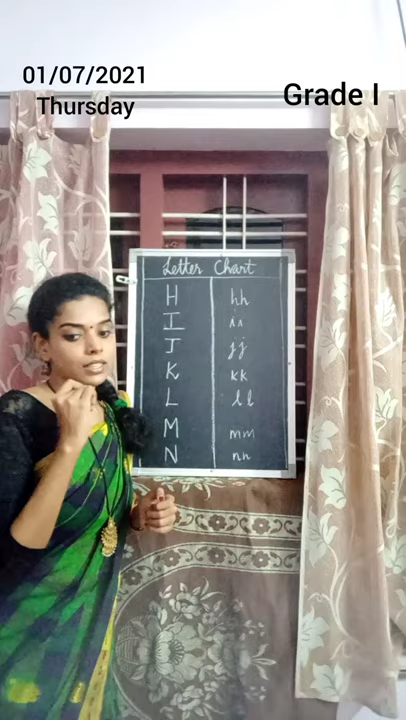 01/07/2021
Thursday
Grade I
Letter Chart
H hh
I ii
J jj
K kk
L ll
M mm
N nn